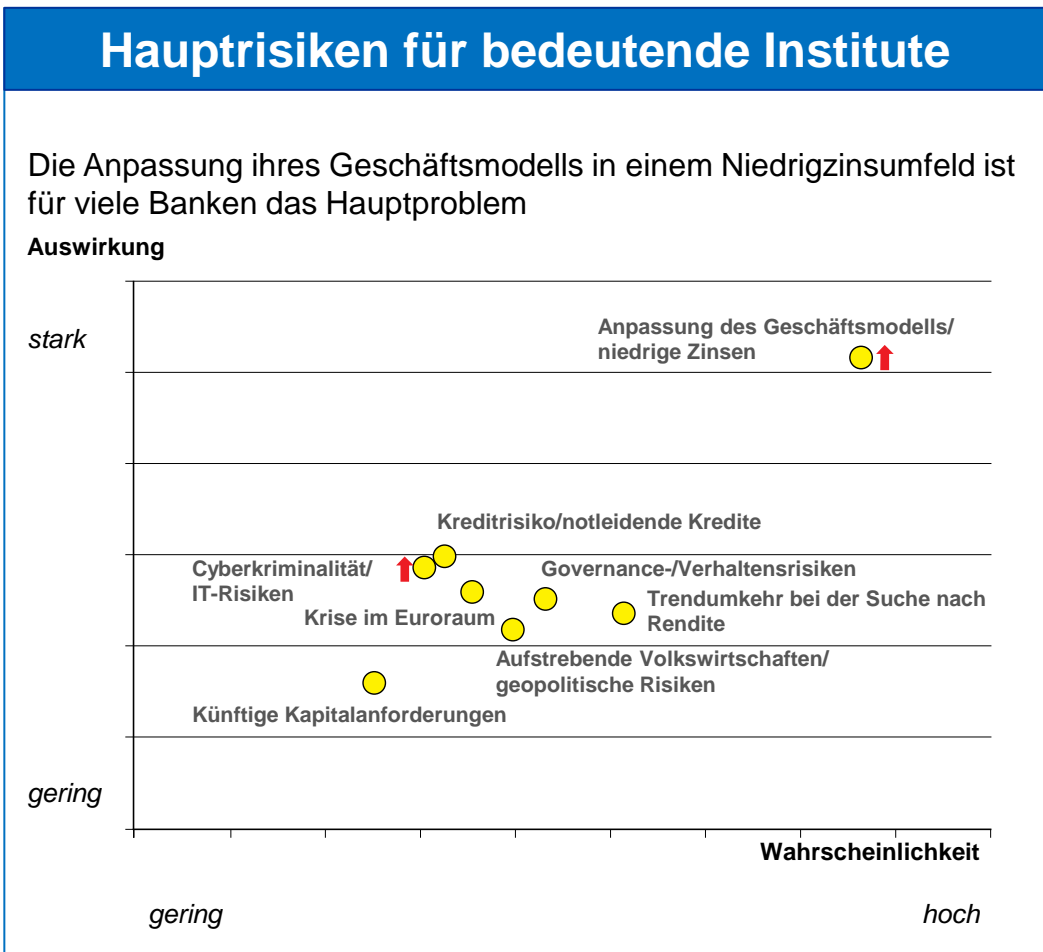 Hauptrisiken für bedeutende Institute
Die Anpassung ihres Geschäftsmodells in einem Niedrigzinsumfeld ist
für viele Banken das Hauptproblem
Auswirkung
stark
Anpassung des Geschäftsmodells/
niedrige Zinsen
Kreditrisiko/notleidende Kredite
Cyberkriminalität/
IT-Risiken
Governance-/Verhaltensrisiken
Krise im Euroraum
Trendumkehr bei der Suche nach
Rendite
Aufstrebende Volkswirtschaften/
geopolitische Risiken
Künftige Kapitalanforderungen
gering
Wahrscheinlichkeit
gering
hoch